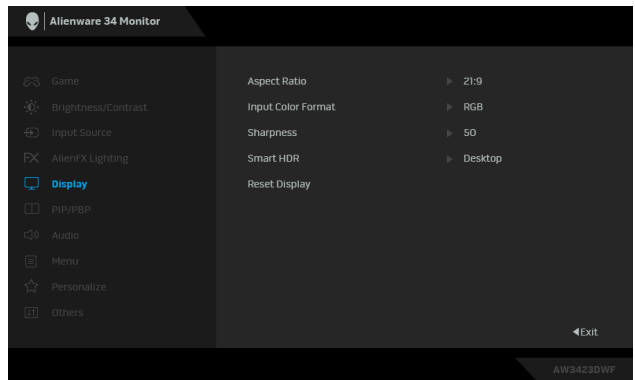 Alienware 34 Monitor
Game
Brightness/Contrast
Input Source
FX AlienFX Lighting
Display
PIP/PBP
Audio
Menu
Personalize
Others
Aspect Ratio 21:9
Input Color Format RGB
Sharpness 50
Smart HDR Desktop
Reset Display
Exit
AW3423DWF